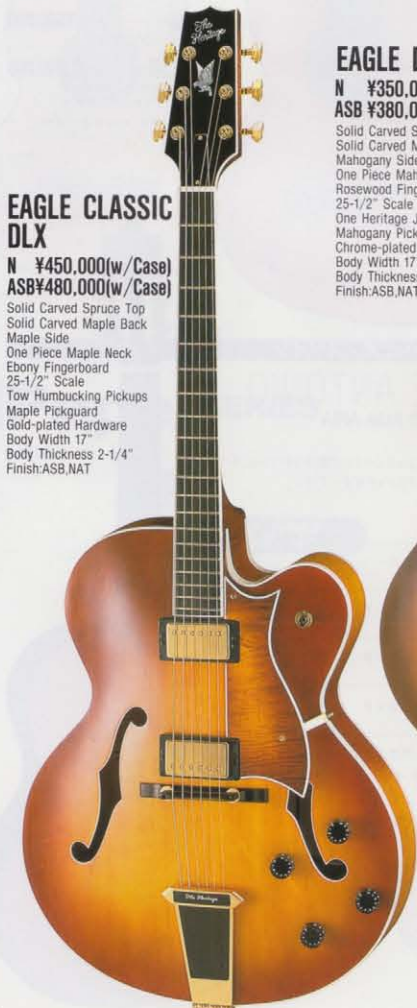 The
Heritage
EAGLE CLASSIC
DLX
N ¥450,000(w/Case)
ASB¥480,000(w/Case)
Solid Carved Spruce Top
Solid Carved Maple Back
Maple Side
One Piece Maple Neck
Ebony Fingerboard
25-1/2" Scale
Tow Humbucking Pickups
Maple Pickguard
Gold-plated Hardware
Body Width 17"
Body Thickness 2-1/4"
Finish:ASB,NAT
The Heritage
EAGLE
N ¥350,0
ASB ¥380,0
Solid Carved S
Solid Carved M
Mahogany Side
One Piece Mah
Rosewood Fing
25-1/2" Scale
One Heritage J
Mahogany Pick
Chrome-plated
Body Width 17
Body Thickness
Finish:ASB,NAT